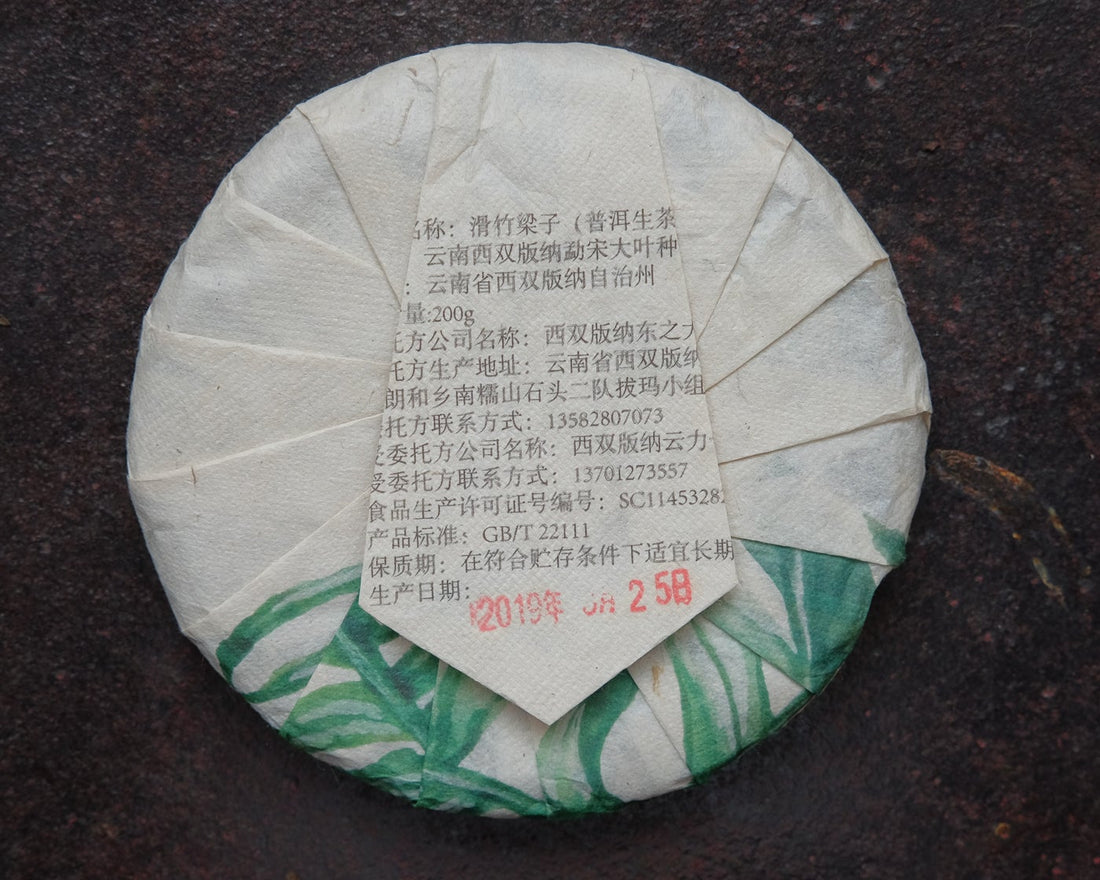 名称：滑竹梁子（普洱生茶
云南西双版纳勐宋大叶种
：云南省西双版纳自治州
量:200g
托方公司名称：西双版纳东之
托方生产地址：云南省西双版纳
朗和乡南糯山石头二队拔玛小组
托方联系方式：13582807073
受委托方公司名称：西双版纳云力
受委托方联系方式：13701273557
食品生产许可证号编号：SC1145328
产品标准：GB/T 22111
保质期：在符合贮存条件下适宜长期
生产日期：
2019年 月25日